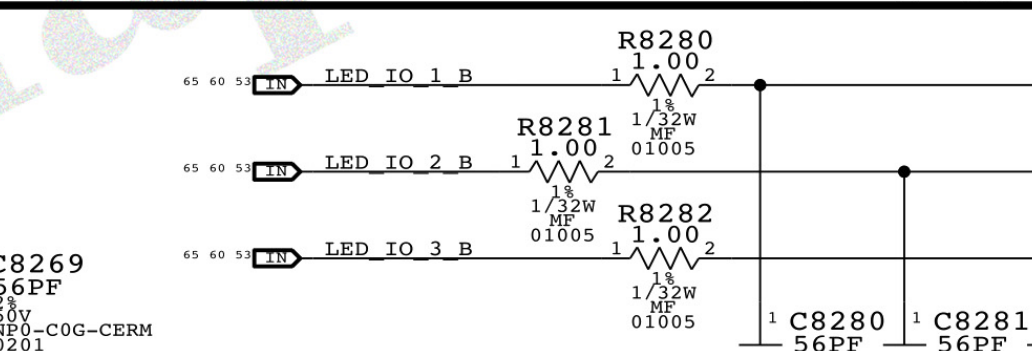 R8280
1.00
65 60 53 IN LED_IO_1_B 1 2
1%
1/32W
MF
01005
R8281
1.00
65 60 53 IN LED_IO_2_B 1 2
1%
1/32W
MF
01005
R8282
1.00
65 60 53 IN LED_IO_3_B 1 2
1%
1/32W
MF
01005
C8269
56PF
2%
50V
NP0-C0G-CERM
0201
1 C8280
56PF
1 C8281
56PF